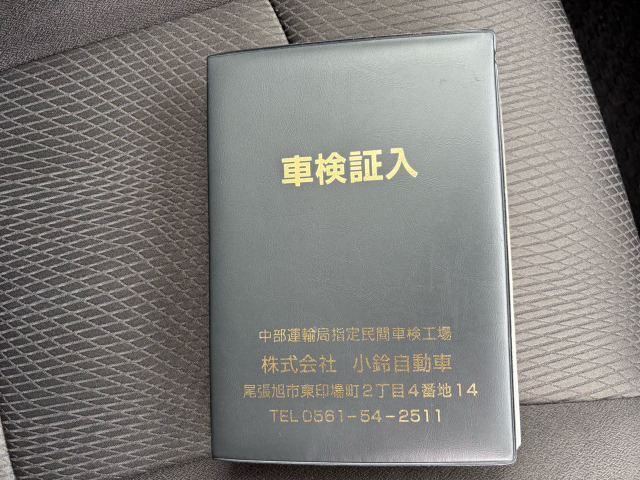 車検証入
中部運輸局指定民間車検工場
株式会社 小鈴自動車
尾張旭市東印場町2丁目4番地14
TEL0561-54-2511